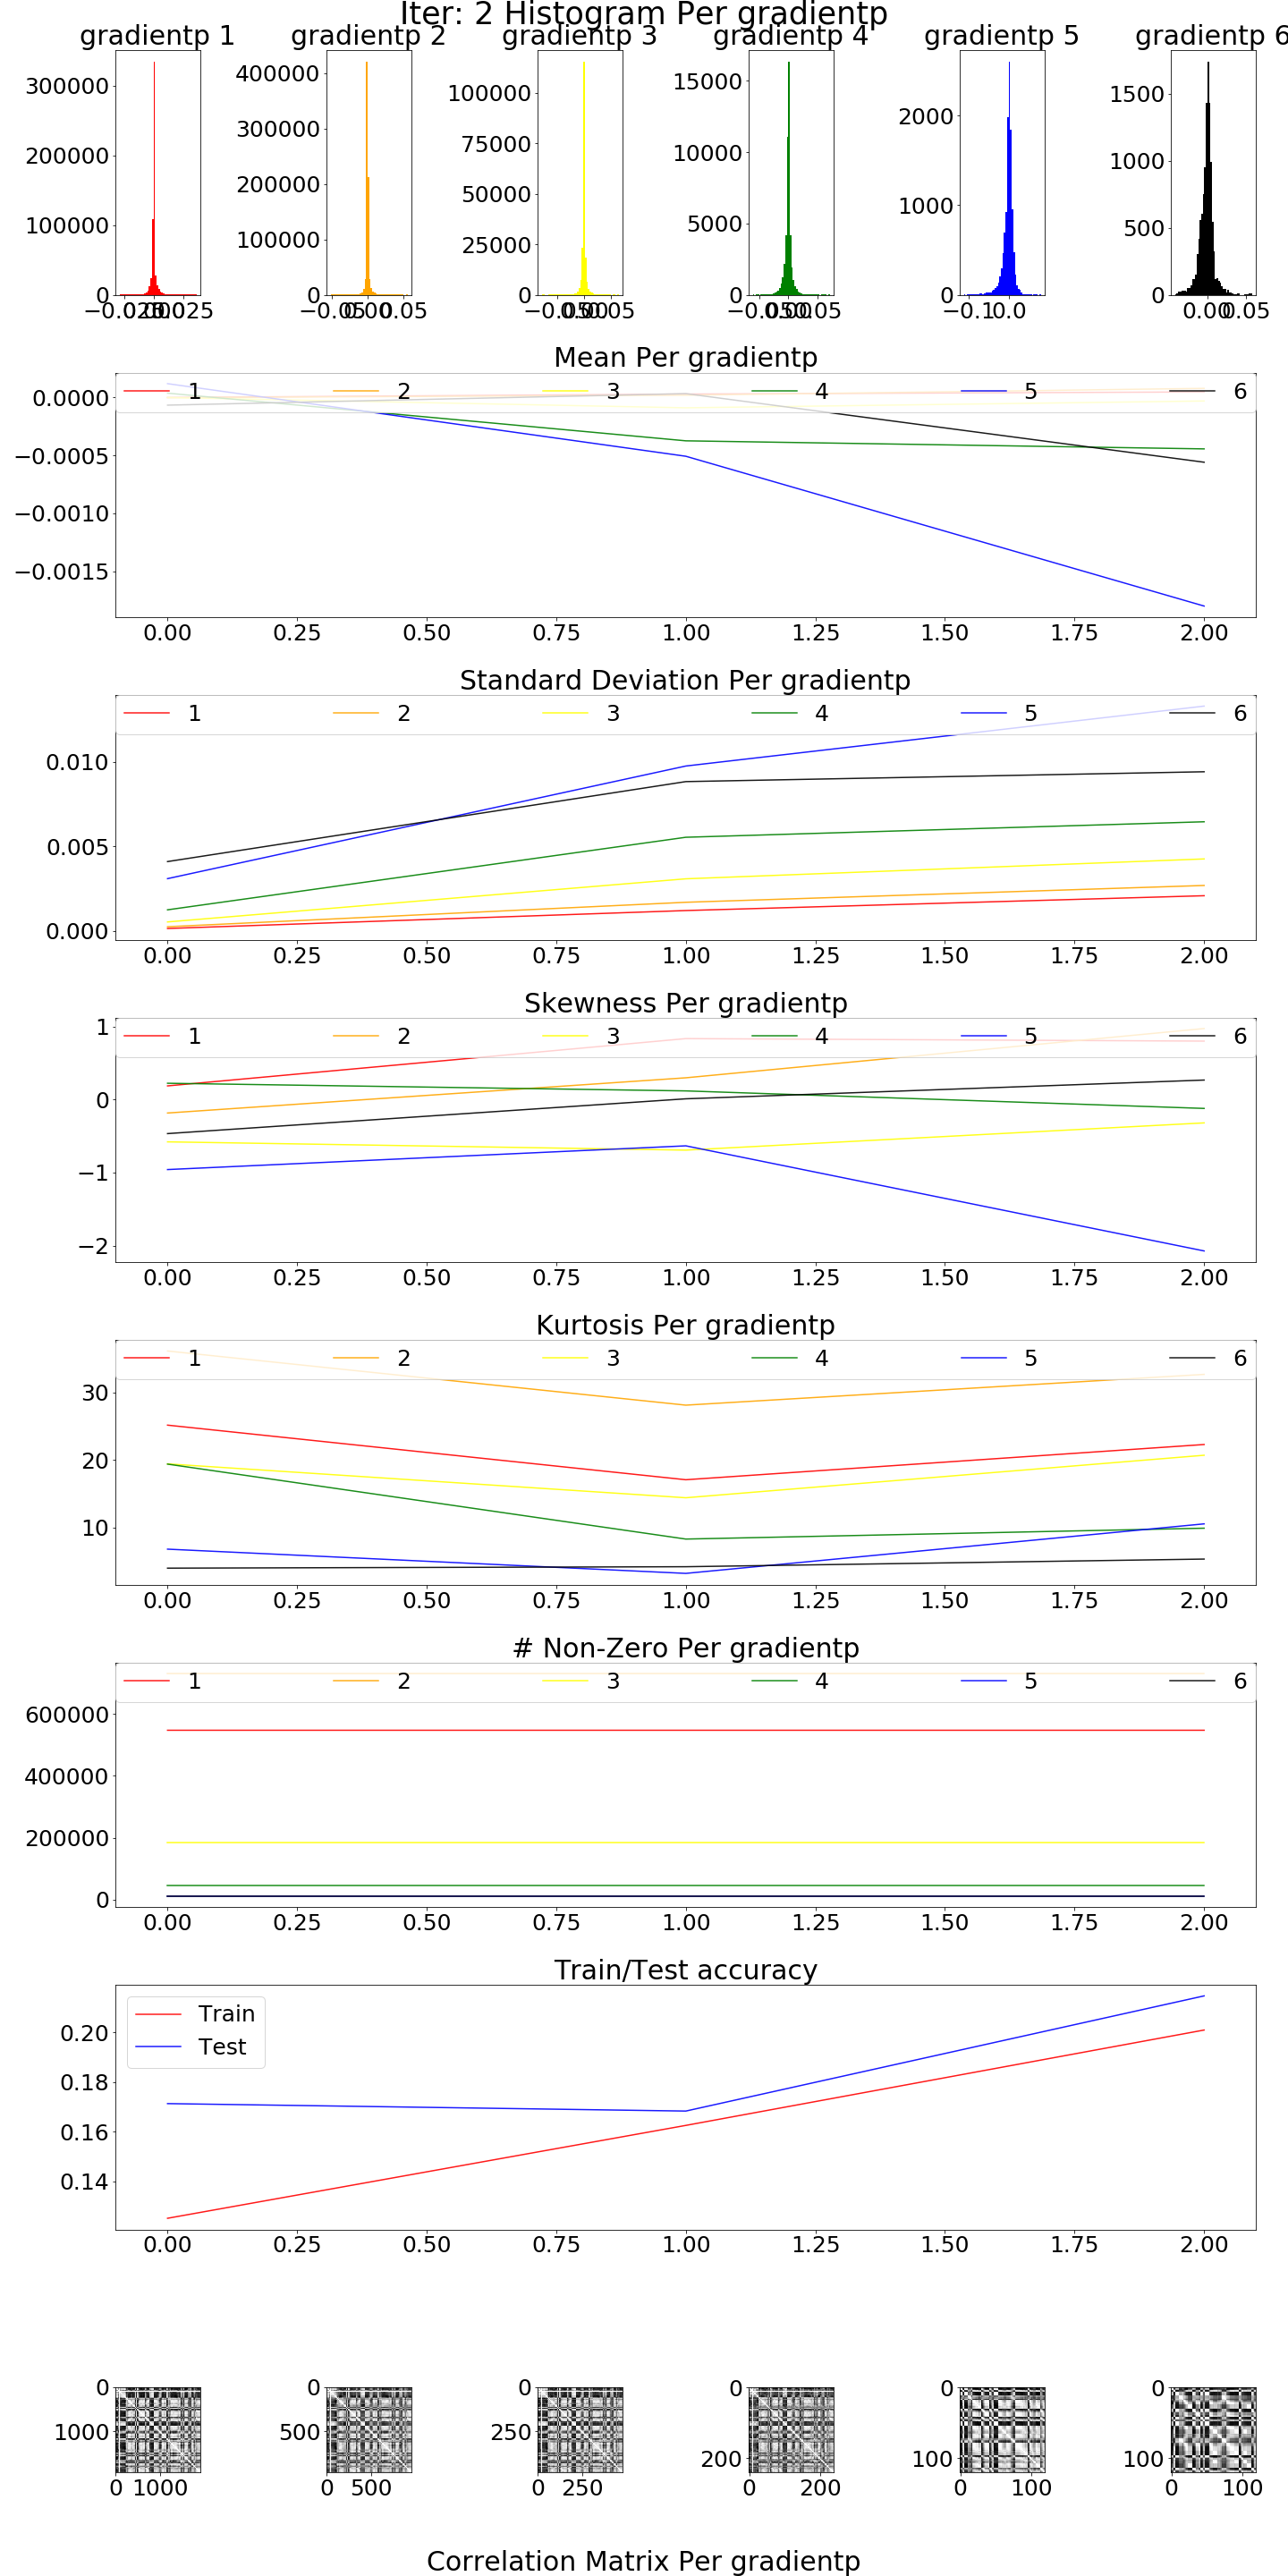 Iter: 2 Histogram Per gradientp
gradientp 1 gradientp 2 gradientp 3 gradientp 4 gradientp 5 gradientp 6
300000
200000
100000
0
400000
300000
200000
100000
0
−0.05 0.00 0.05
100000
75000
50000
25000
0
15000
10000
5000
0
2000
1000
0
−0.1 0.0
1500
1000
500
0
0.00 0.05
Mean Per gradientp
1 2 3 4 5 6
0.0000
−0.0005
−0.0010
−0.0015
0.00 0.25 0.50 0.75 1.00 1.25 1.50 1.75 2.00
Standard Deviation Per gradientp
1 2 3 4 5 6
0.010
0.005
0.000
0.00 0.25 0.50 0.75 1.00 1.25 1.50 1.75 2.00
Skewness Per gradientp
1 2 3 4 5 6
1
0
−1
−2
0.00 0.25 0.50 0.75 1.00 1.25 1.50 1.75 2.00
Kurtosis Per gradientp
1 2 3 4 5 6
30
20
10
0.00 0.25 0.50 0.75 1.00 1.25 1.50 1.75 2.00
# Non-Zero Per gradientp
1 2 3 4 5 6
600000
400000
200000
0
0.00 0.25 0.50 0.75 1.00 1.25 1.50 1.75 2.00
Train/Test accuracy
Train
Test
0.20
0.18
0.16
0.14
0.00 0.25 0.50 0.75 1.00 1.25 1.50 1.75 2.00
0
1000
0 1000
0
500
0 500
0
250
0 250
0
200
0 200
0
100
0 100
0
100
0 100
Correlation Matrix Per gradientp